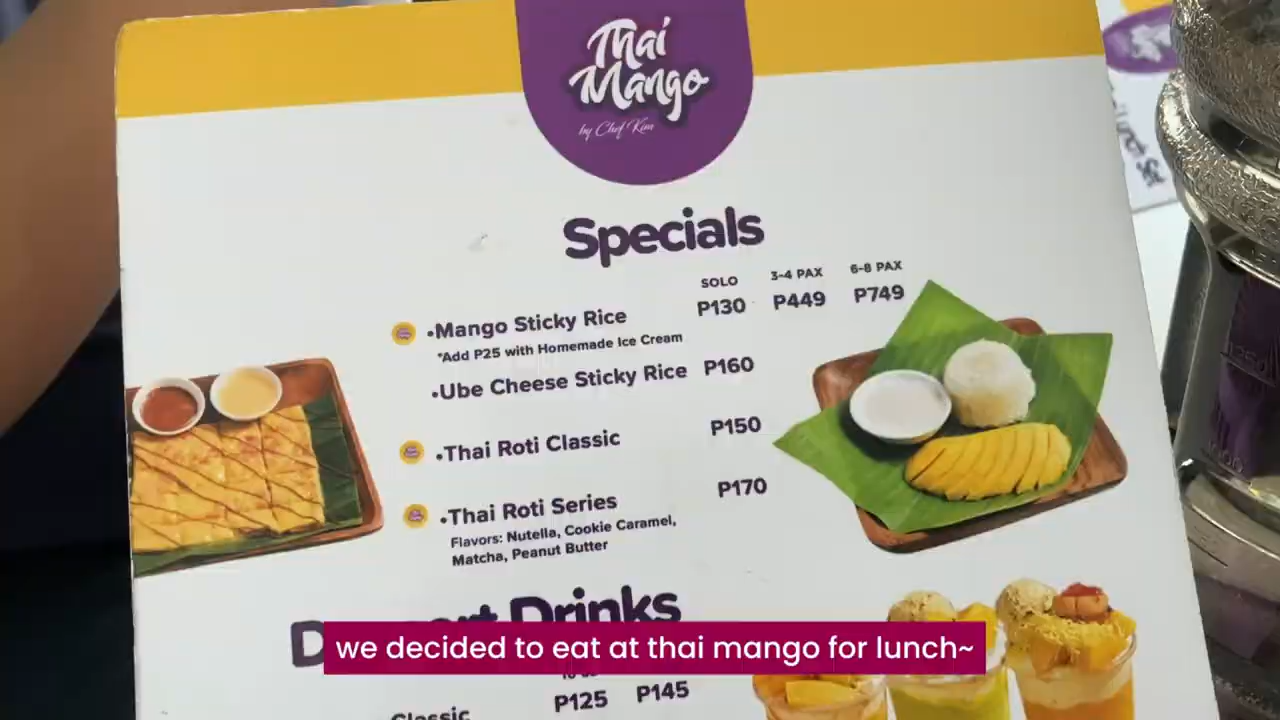 Thai
Mango
by Chef Kim
Specials
SOLO 3-4 PAX 6-8 PAX
•Mango Sticky Rice P130 P449 P749
*Add P25 with Homemade Ice Cream
•Ube Cheese Sticky Rice P160
•Thai Roti Classic P150
•Thai Roti Series P170
Flavors: Nutella, Cookie Caramel,
Matcha, Peanut Butter
Drinks
we decided to eat at thai mango for lunch~
Classic P125 P145
Lunch Set